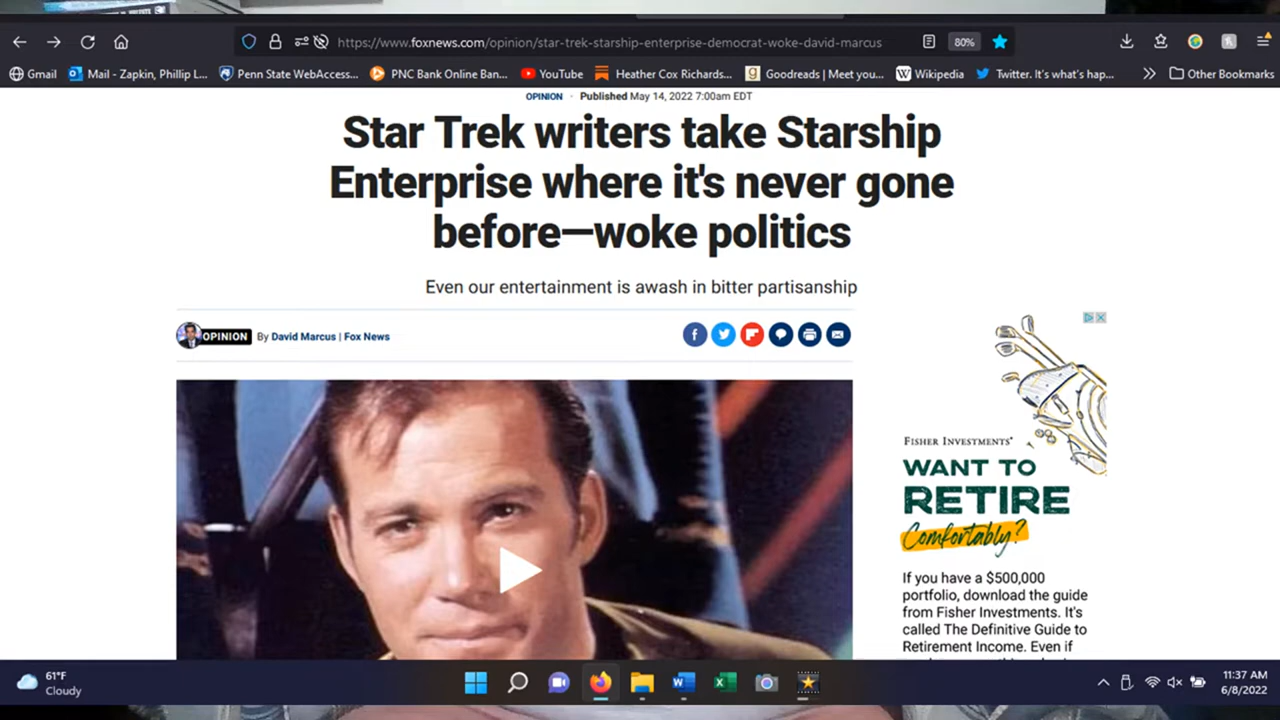 https://www.foxnews.com/opinion/star-trek-starship-enterprise-democrat-woke-david-marcus
80%
Gmail
Mail - Zapkin, Phillip L...
Penn State WebAccess...
PNC Bank Online Ban...
YouTube
Heather Cox Richards...
Goodreads | Meet you...
Wikipedia
Twitter. It's what's hap...
Other Bookmarks
OPINION · Published May 14, 2022 7:00am EDT
Star Trek writers take Starship
Enterprise where it's never gone
before—woke politics
Even our entertainment is awash in bitter partisanship
OPINION By David Marcus | Fox News
FISHER INVESTMENTS®
WANT TO
RETIRE
Comfortably?
If you have a $500,000
portfolio, download the guide
from Fisher Investments. It's
called The Definitive Guide to
Retirement Income. Even if
61°F
Cloudy
11:37 AM
6/8/2022